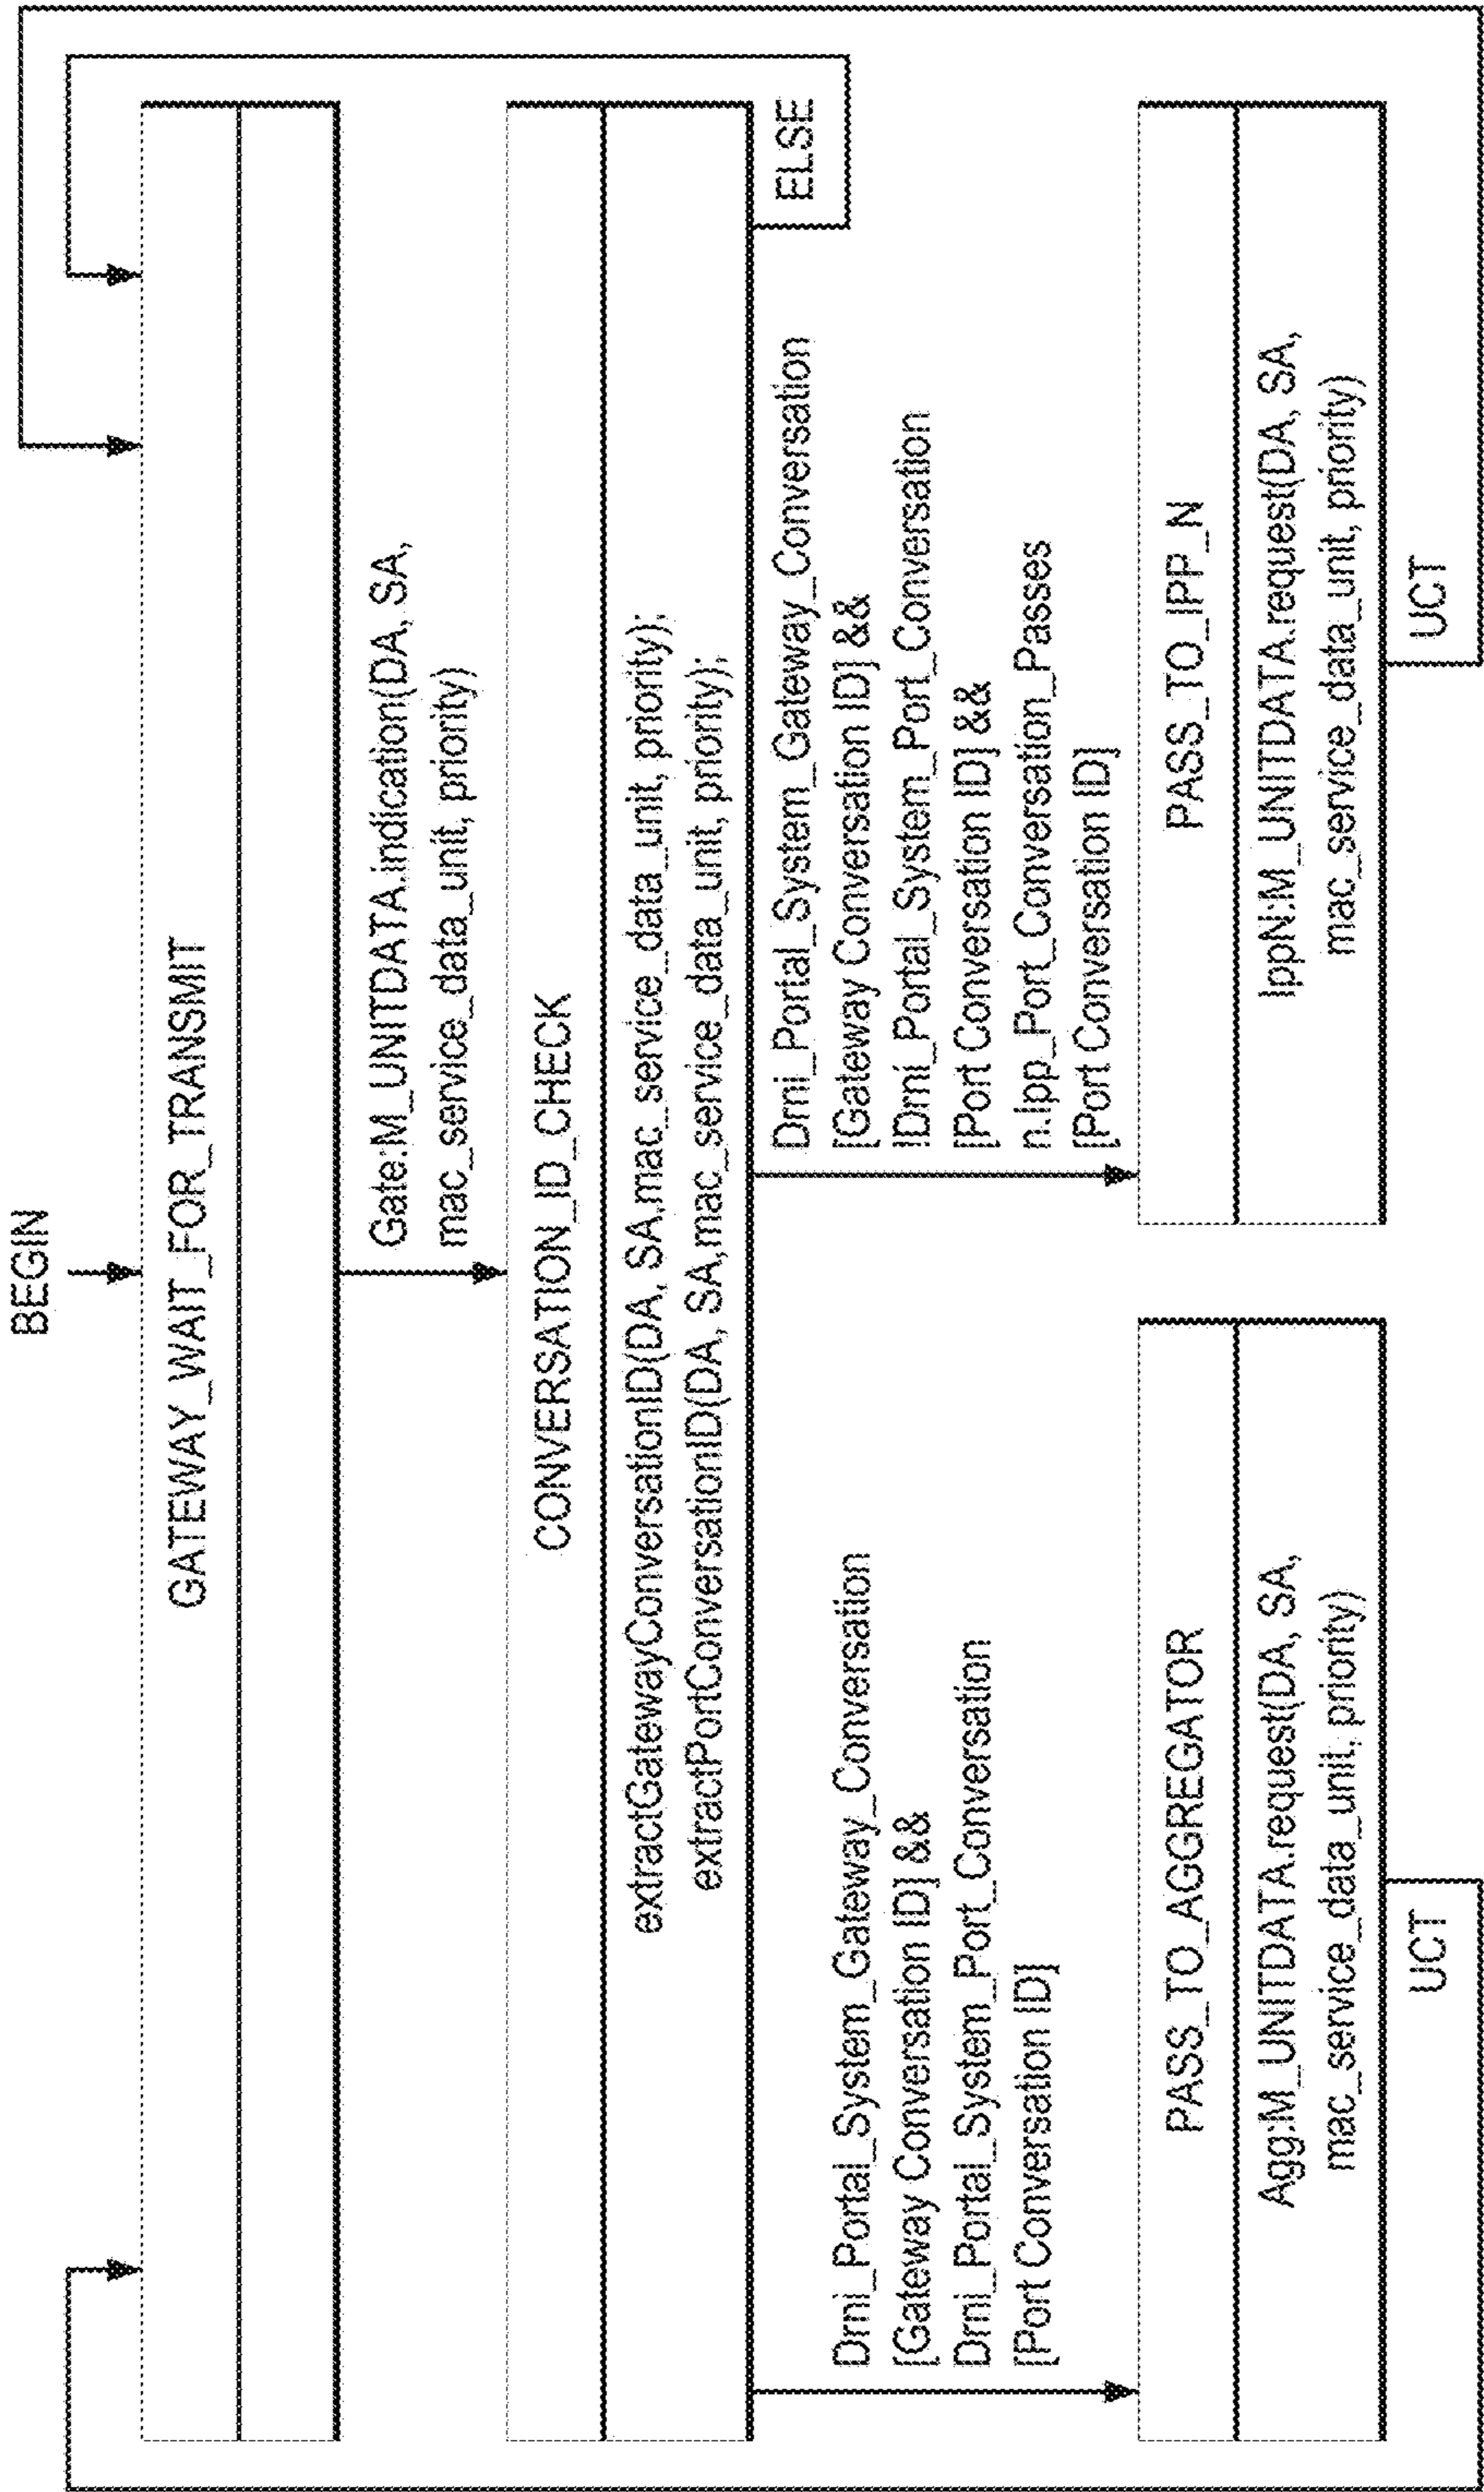 BEGIN
GATEWAY_WAIT_FOR_TRANSMIT
Gate:M_UNITDATA.indication(DA, SA,
mac_service_data_unit, priority)
CONVERSATION_ID_CHECK
extractGatewayConversationID(DA, SA,mac_service_data_unit, priority);
extractPortConversationID(DA, SA,mac_service_data_unit, priority);
ELSE
Drni_Portal_System_Gateway_Conversation
[Gateway Conversation ID] &&
Drni_Portal_System_Port_Conversation
[Port Conversation ID]
Drni_Portal_System_Gateway_Conversation
[Gateway Conversation ID] &&
!Drni_Portal_System_Port_Conversation
[Port Conversation ID] &&
n.Ipp_Port_Conversation_Passes
[Port Conversation ID]
PASS_TO_AGGREGATOR
Agg:M_UNITDATA.request(DA, SA,
mac_service_data_unit, priority)
UCT
PASS_TO_IPP_N
IppN:M_UNITDATA.request(DA, SA,
mac_service_data_unit, priority)
UCT